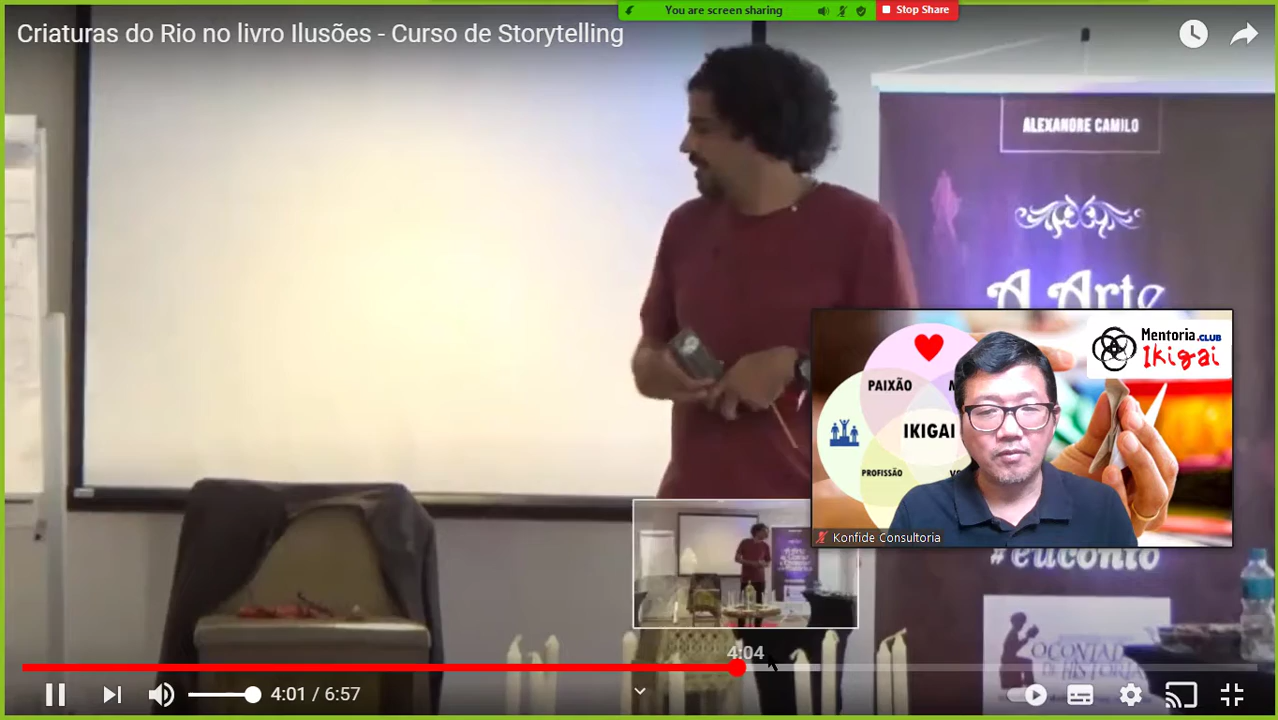 You are screen sharing
Stop Share
Criaturas do Rio no livro Ilusões - Curso de Storytelling
ALEXANDRE CAMILO
A Arte
Mentoria.CLUB
Ikigai
PAIXÃO
IKIGAI
PROFISSÃO
Konfide Consultoria
#euconto
4:04
4:01 / 6:57